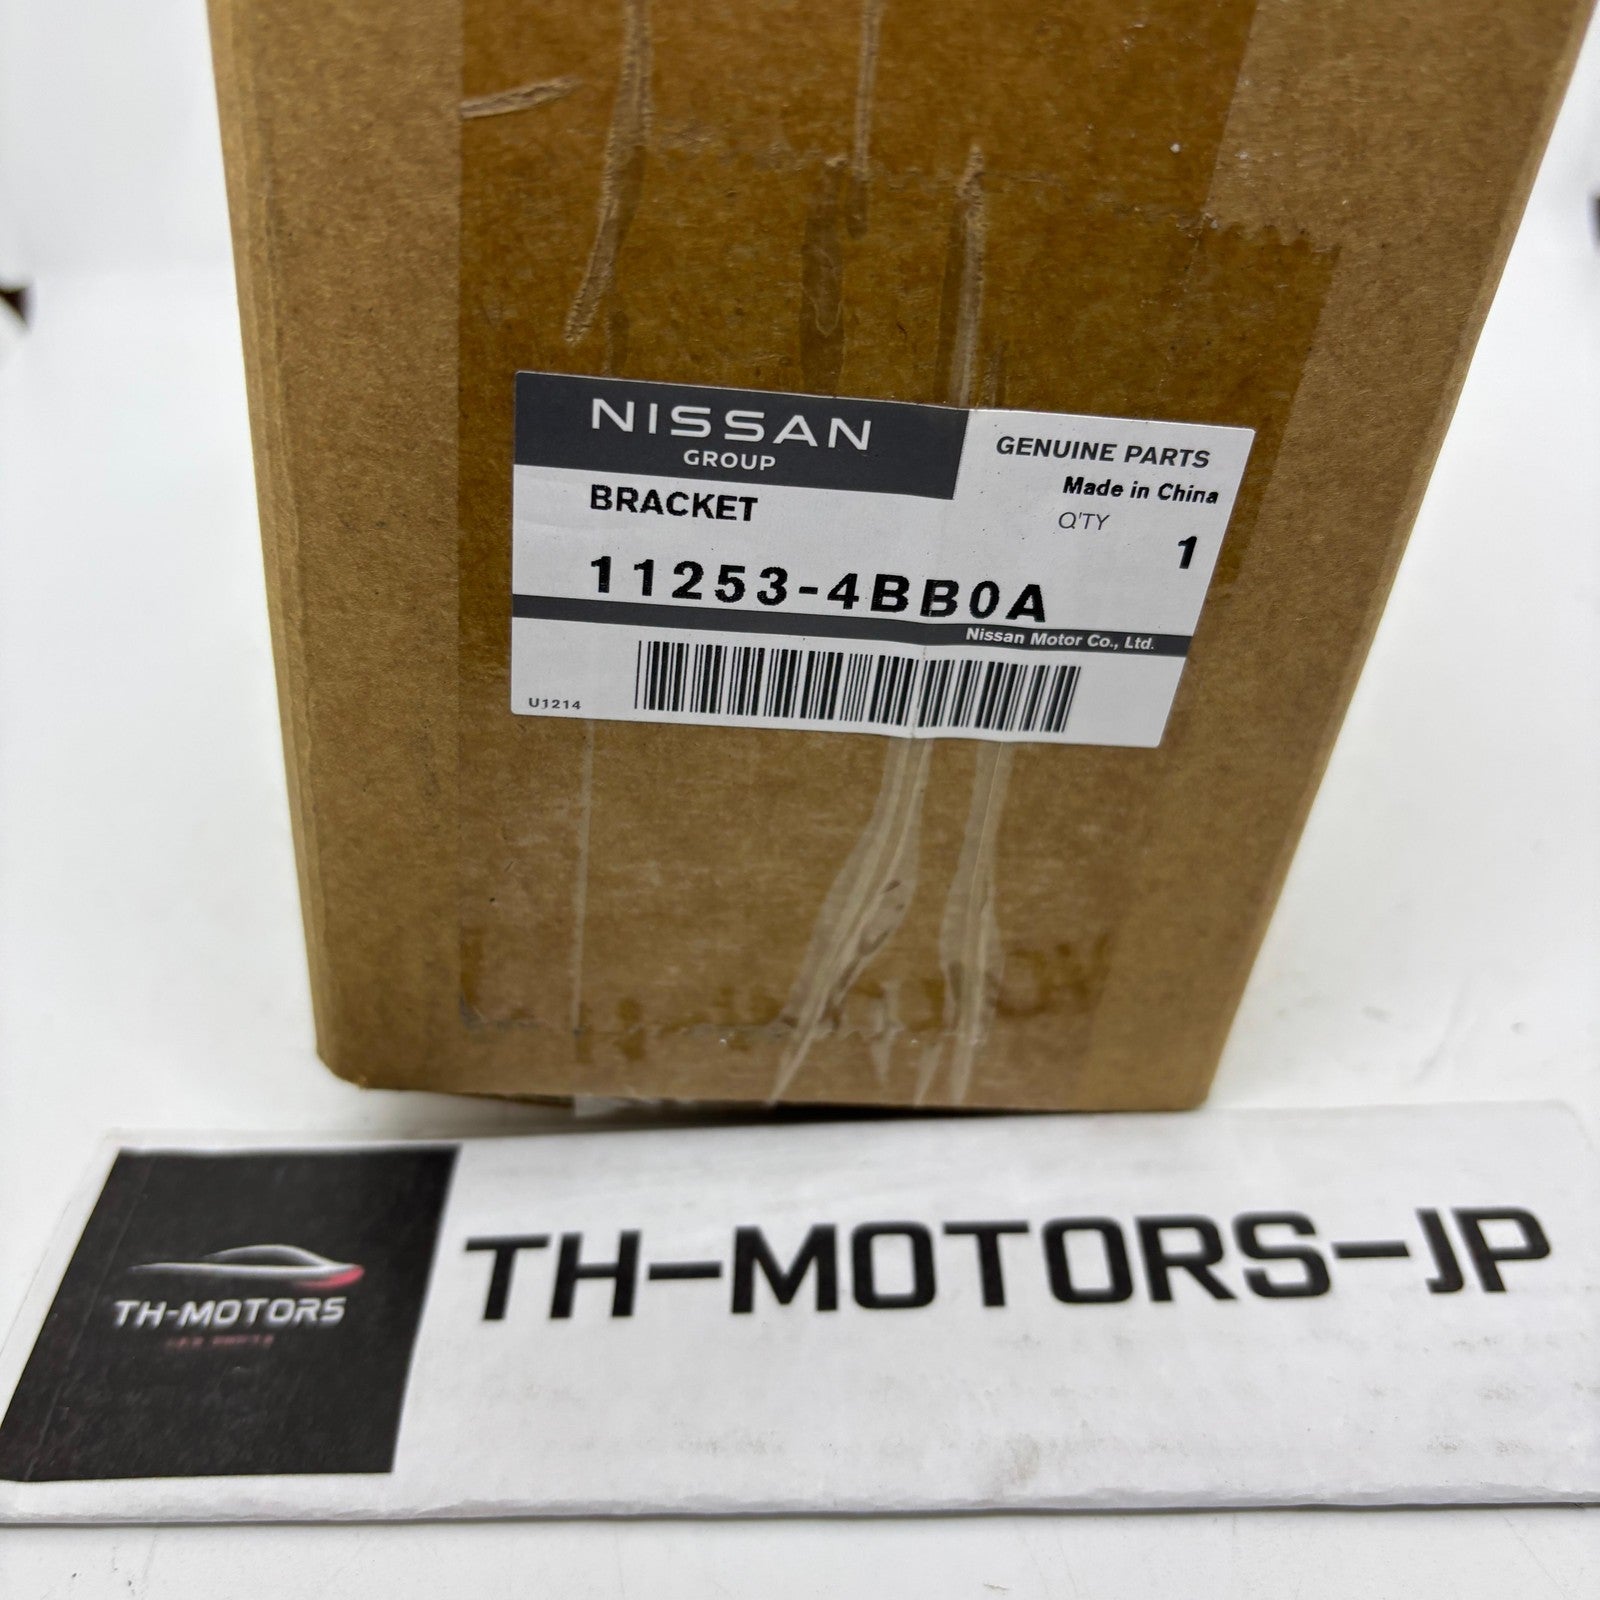 NISSAN
GROUP
GENUINE PARTS
Made in China
BRACKET
Q'TY
1
11253-4BB0A
Nissan Motor Co., Ltd.
U1214
TH-MOTORS
TH-MOTORS-JP